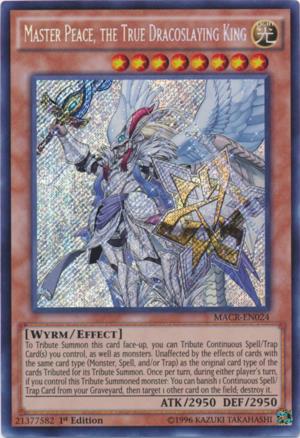 MASTER PEACE, THE TRUE DRACOSLAYING KING
LIGHT
光
MACR-EN024
[WYRM/EFFECT]
To Tribute Summon this card face-up, you can Tribute Continuous Spell/Trap
Card(s) you control, as well as monsters. Unaffected by the effects of cards with
the same card type (Monster, Spell, and/or Trap) as the original card type of the
cards Tributed for its Tribute Summon. Once per turn, during either player's turn,
if you control this Tribute Summoned monster: You can banish 1 Continuous Spell/
Trap Card from your Graveyard, then target 1 other card on the field; destroy it.
ATK/2950 DEF/2950
21377582 1st Edition ©1996 KAZUKI TAKAHASHI